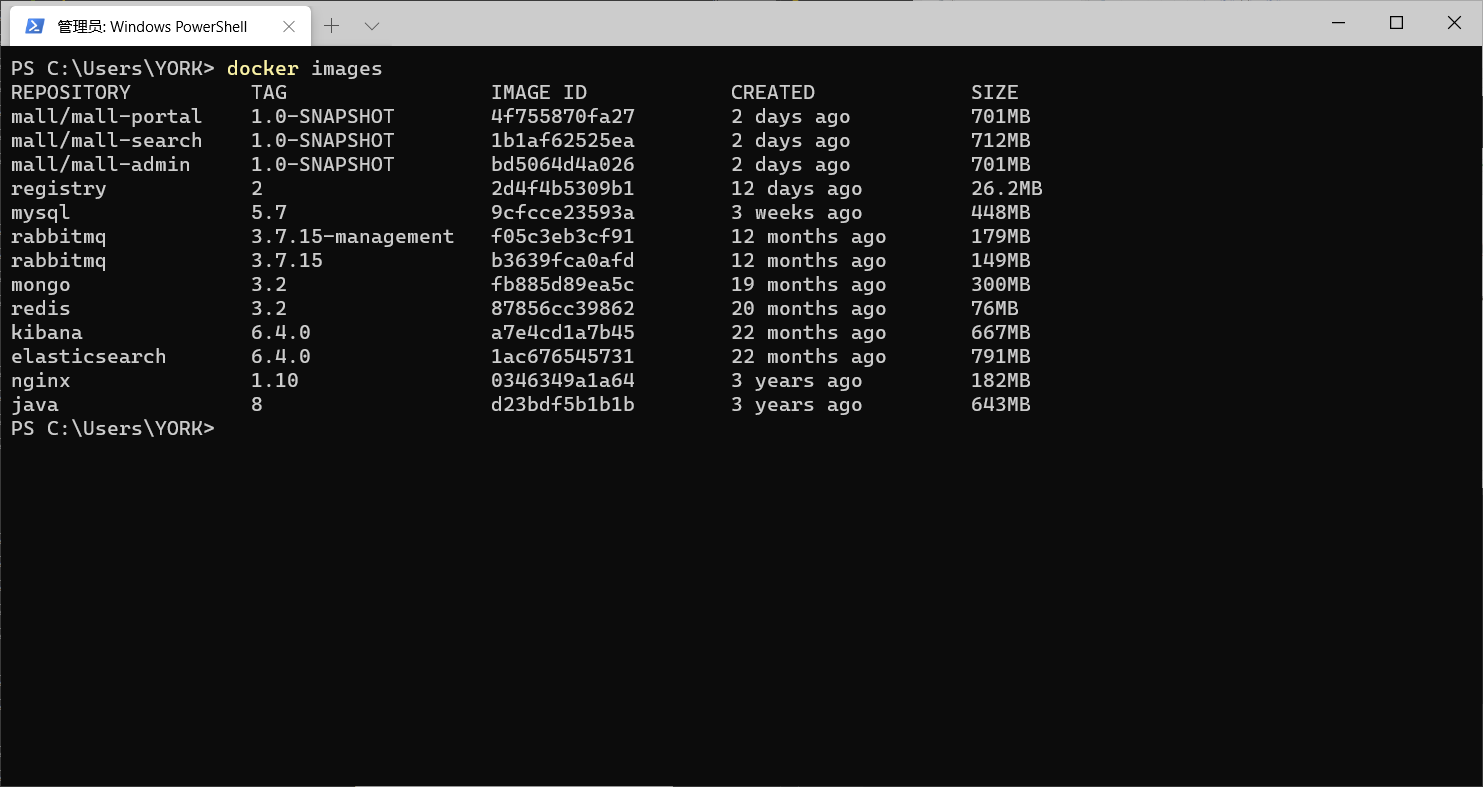 管理员: Windows PowerShell
PS C:\Users\YORK> docker images
REPOSITORY          TAG                 IMAGE ID            CREATED             SIZE
mall/mall-portal    1.0-SNAPSHOT        4f755870fa27        2 days ago          701MB
mall/mall-search    1.0-SNAPSHOT        1b1af62525ea        2 days ago          712MB
mall/mall-admin     1.0-SNAPSHOT        bd5064d4a026        2 days ago          701MB
registry            2                   2d4f4b5309b1        12 days ago         26.2MB
mysql               5.7                 9cfcce23593a        3 weeks ago         448MB
rabbitmq            3.7.15-management   f05c3eb3cf91        12 months ago       179MB
rabbitmq            3.7.15              b3639fca0afd        12 months ago       149MB
mongo               3.2                 fb885d89ea5c        19 months ago       300MB
redis               3.2                 87856cc39862        20 months ago       76MB
kibana              6.4.0               a7e4cd1a7b45        22 months ago       667MB
elasticsearch       6.4.0               1ac676545731        22 months ago       791MB
nginx               1.10                0346349a1a64        3 years ago         182MB
java                8                   d23bdf5b1b1b        3 years ago         643MB
PS C:\Users\YORK>